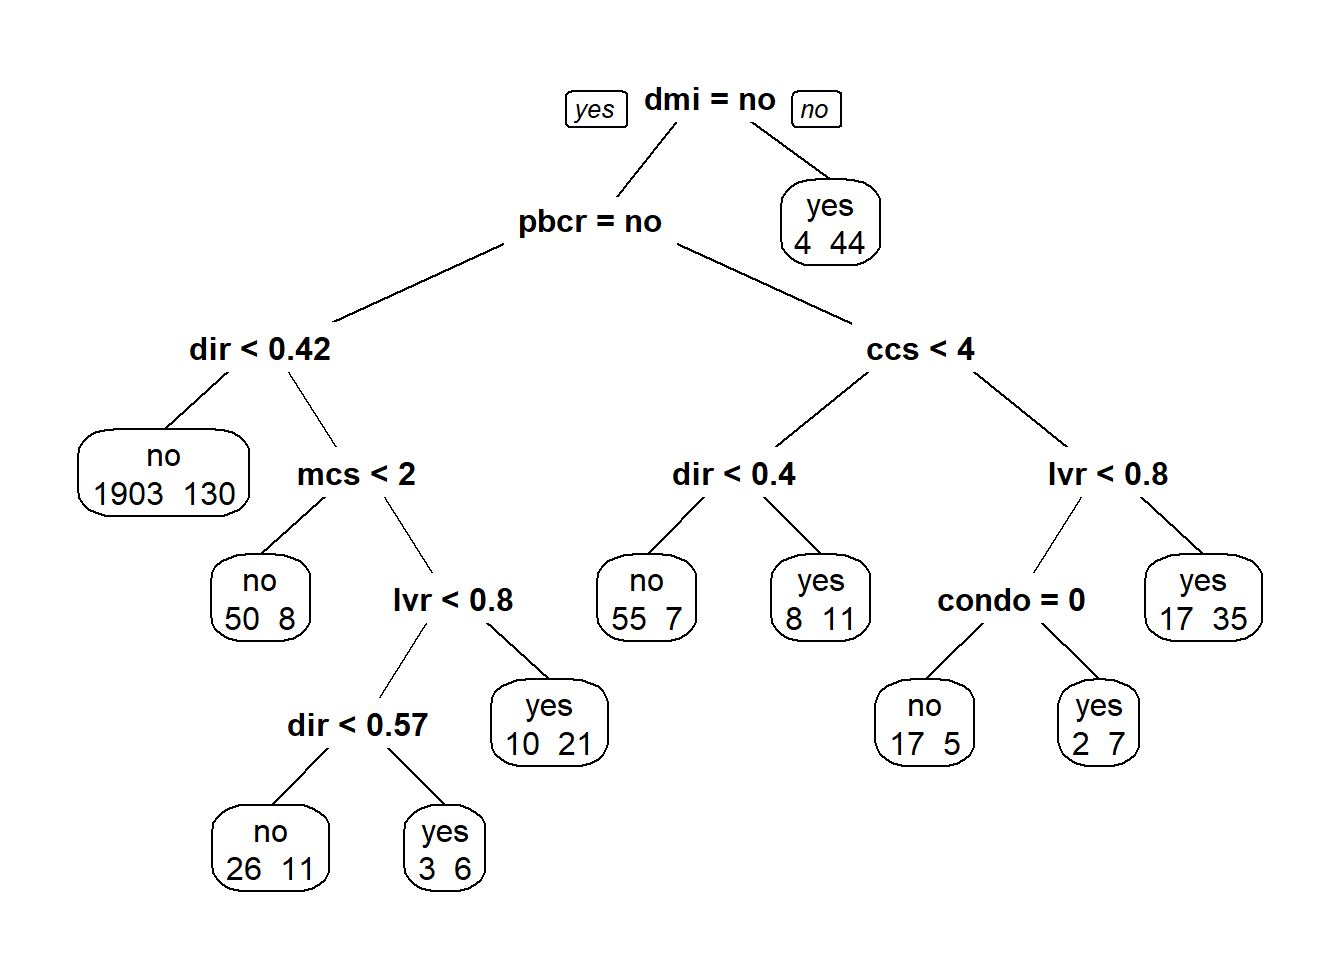 yes dmi = no no
pbcr = no
yes
4 44
dir < 0.42
ccs < 4
no
1903 130
mcs < 2
dir < 0.4
lvr < 0.8
no
50 8
lvr < 0.8
no
55 7
yes
8 11
condo = 0
yes
17 35
dir < 0.57
yes
10 21
no
17 5
yes
2 7
no
26 11
yes
3 6